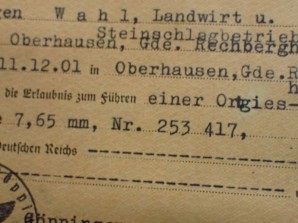 gen Wahl, Landwirt u.
Steinschlagbetrieb
Oberhausen, Gde. Rechbergh
11.12.01 in Oberhausen, Gde. R
h
die Erlaubnis zum Führen einer Ortgies-
7,65 mm, Nr. 253 417,
Deutschen Reichs